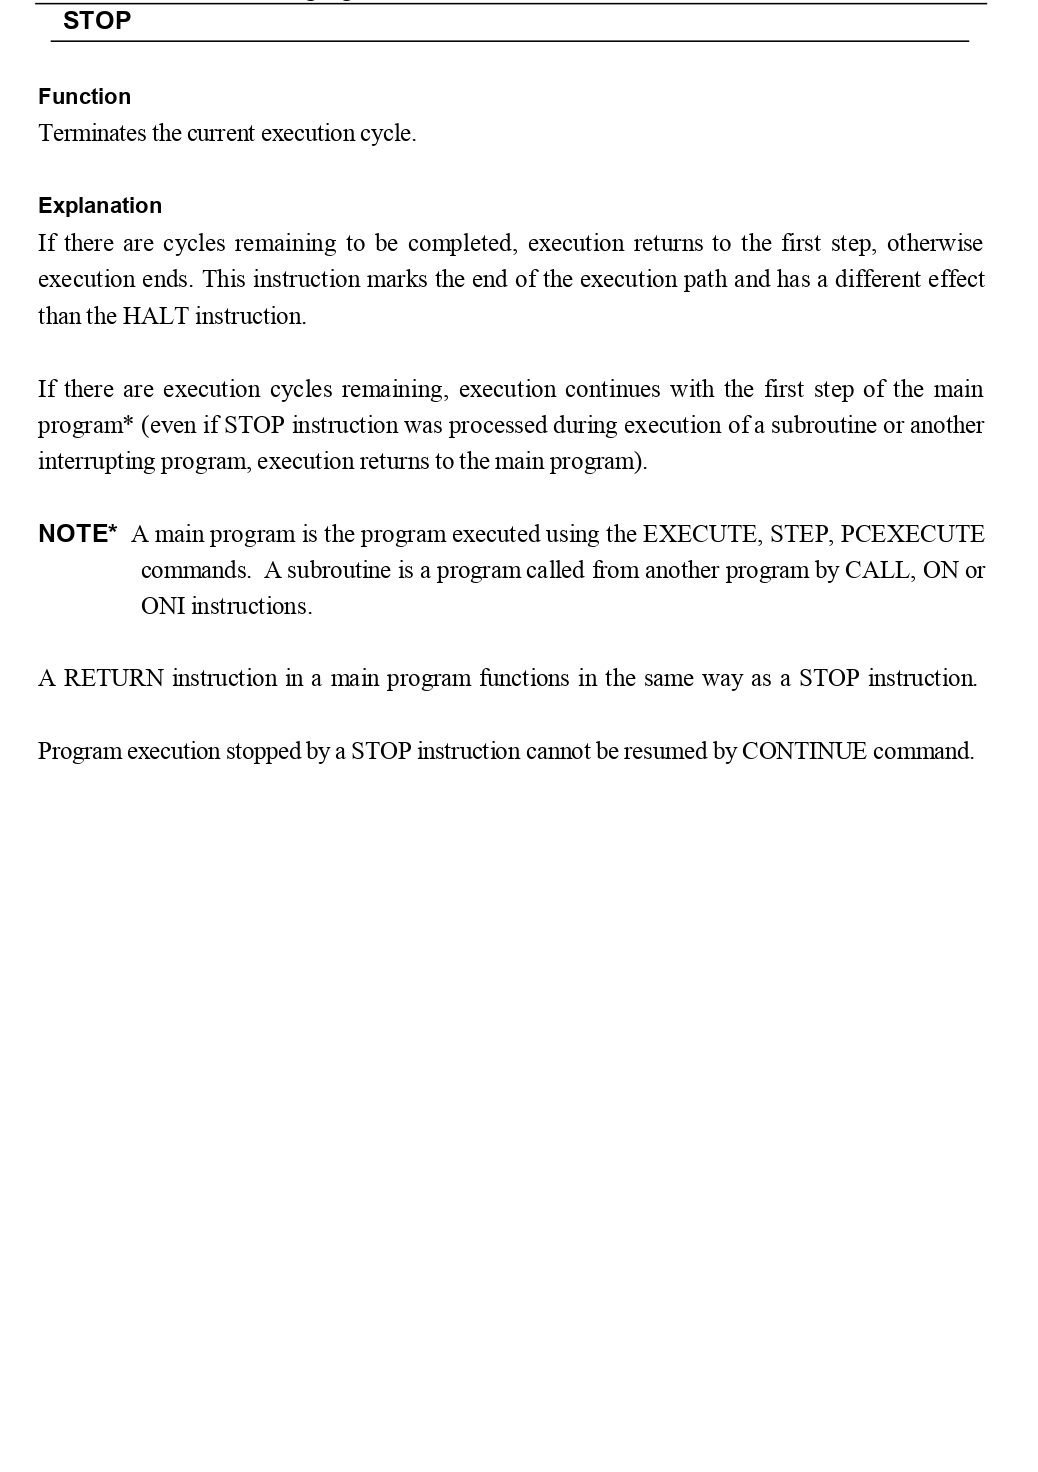 STOP
Function
Terminates the current execution cycle.
Explanation
If there are cycles remaining to be completed, execution returns to the first step, otherwise
execution ends. This instruction marks the end of the execution path and has a different effect
than the HALT instruction.
If there are execution cycles remaining, execution continues with the first step of the main
program* (even if STOP instruction was processed during execution of a subroutine or another
interrupting program, execution returns to the main program).
NOTE* A main program is the program executed using the EXECUTE, STEP, PCEXECUTE
commands. A subroutine is a program called from another program by CALL, ON or
ONI instructions.
A RETURN instruction in a main program functions in the same way as a STOP instruction.
Program execution stopped by a STOP instruction cannot be resumed by CONTINUE command.